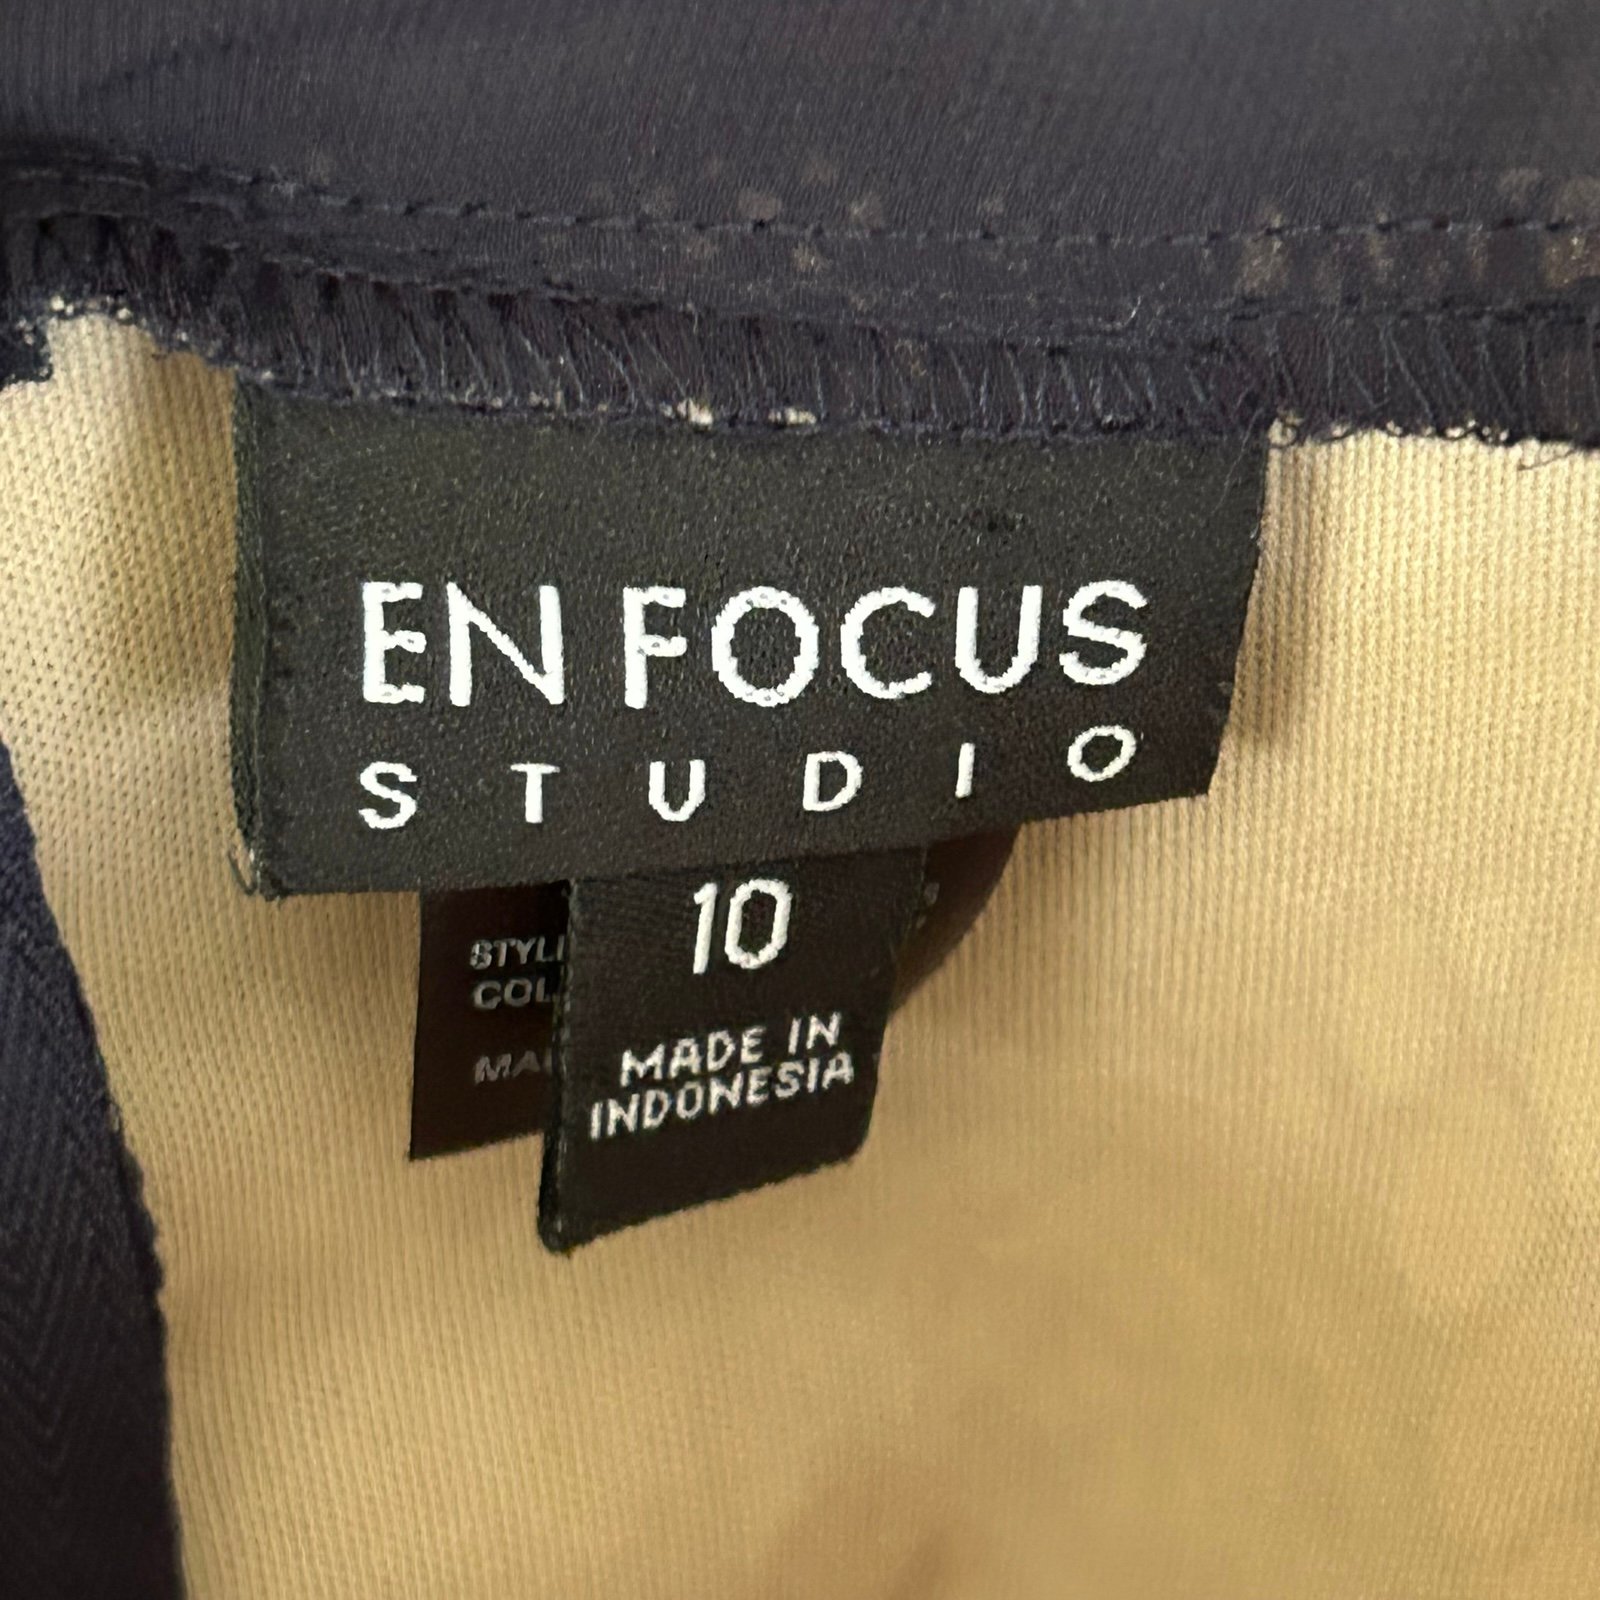 EN FOCUS
STUDIO
10
MADE IN
INDONESIA